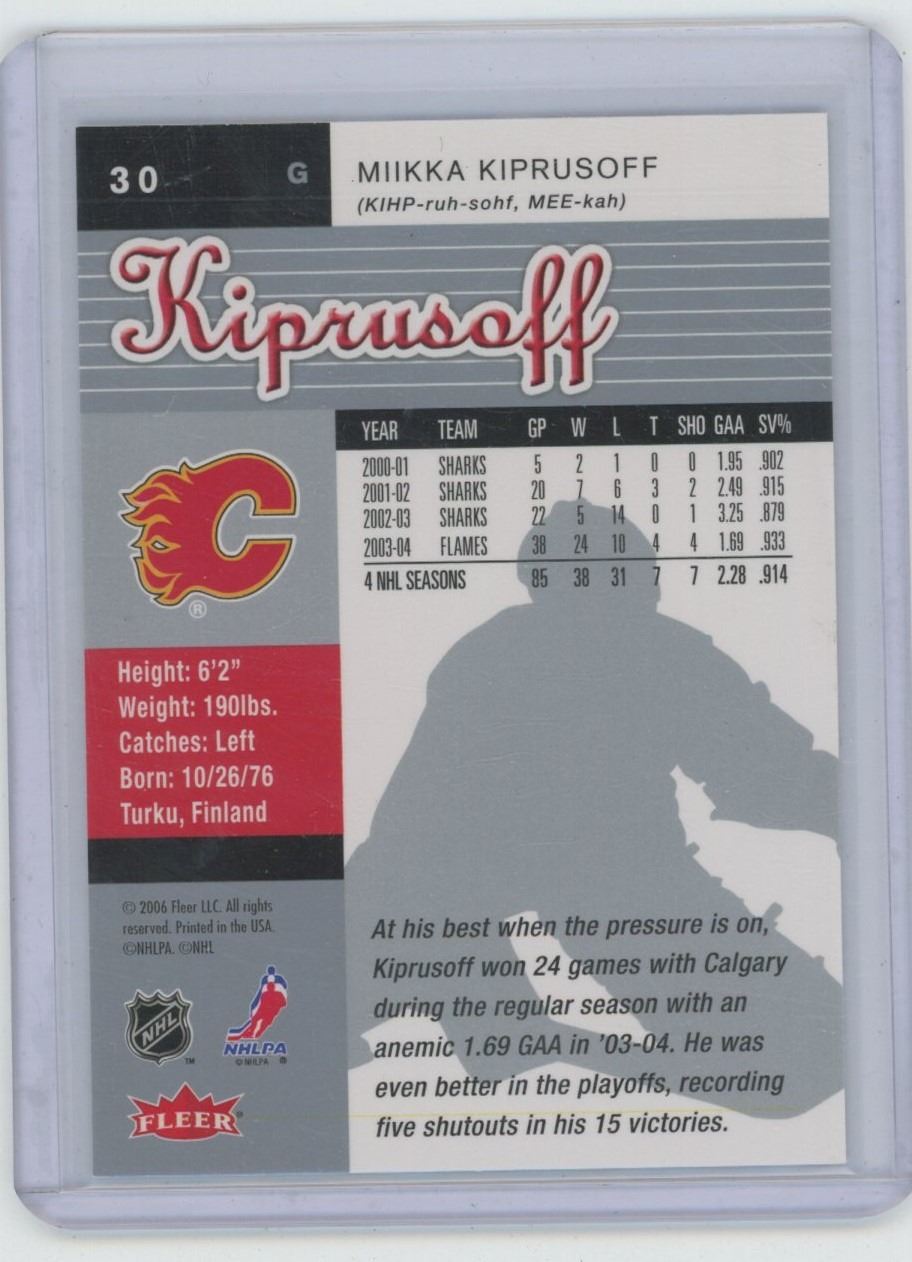 30 G
MIIKKA KIPRUSOFF
(KIHP-ruh-sohf, MEE-kah)
Kiprusoff
YEAR TEAM GP W L T SHO GAA SV%
2000-01 SHARKS 5 2 1 0 0 1.95 .902
2001-02 SHARKS 20 7 6 3 2 2.49 .915
2002-03 SHARKS 22 5 14 0 1 3.25 .879
2003-04 FLAMES 38 24 10 4 4 1.69 .933
4 NHL SEASONS 85 38 31 7 7 2.28 .914
C
®
Height: 6'2"
Weight: 190lbs.
Catches: Left
Born: 10/26/76
Turku, Finland
© 2006 Fleer LLC. All rights
reserved. Printed in the USA.
©NHLPA. ©NHL
NHL
™
NHLPA
© NHLPA ®
FLEER®
At his best when the pressure is on,
Kiprusoff won 24 games with Calgary
during the regular season with an
anemic 1.69 GAA in '03-04. He was
even better in the playoffs, recording
five shutouts in his 15 victories.